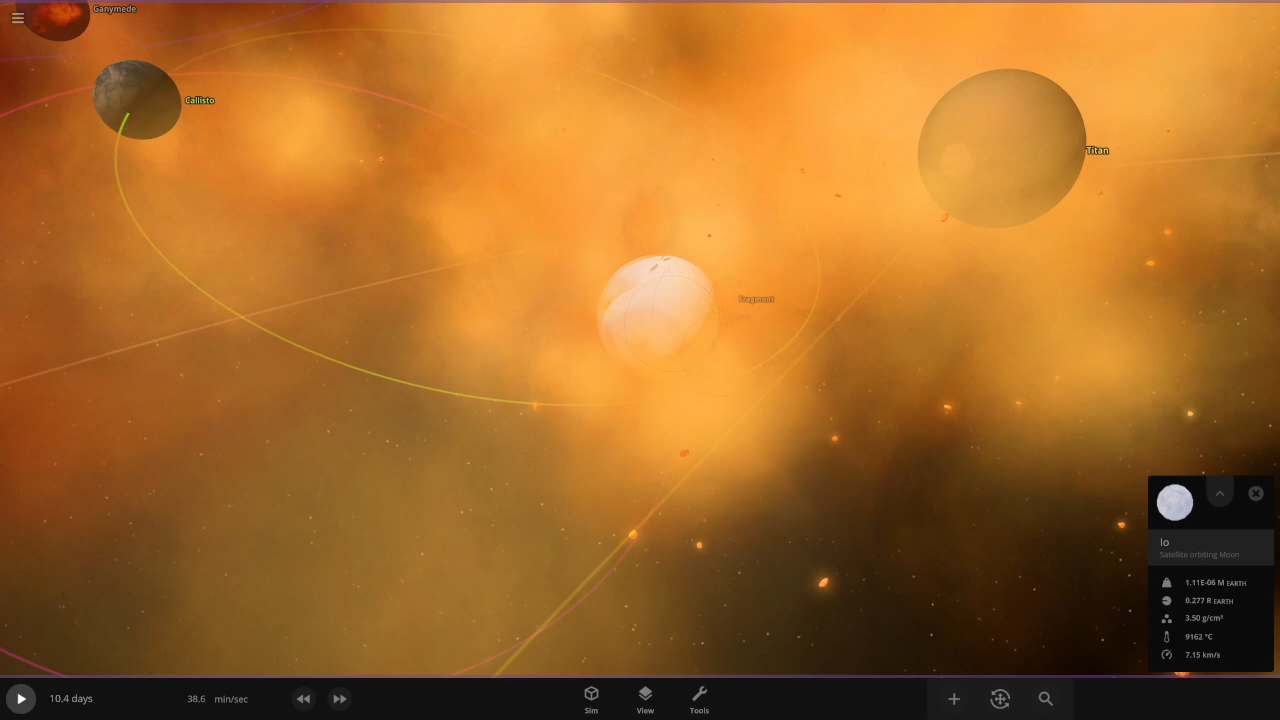 Ganymede
Callisto
Titan
Fragment
Io
Satellite orbiting Moon
1.11E-06 M EARTH
0.277 R EARTH
3.50 g/cm³
9162 °C
7.15 km/s
10.4 days
38.6 min/sec
Sim
View
Tools